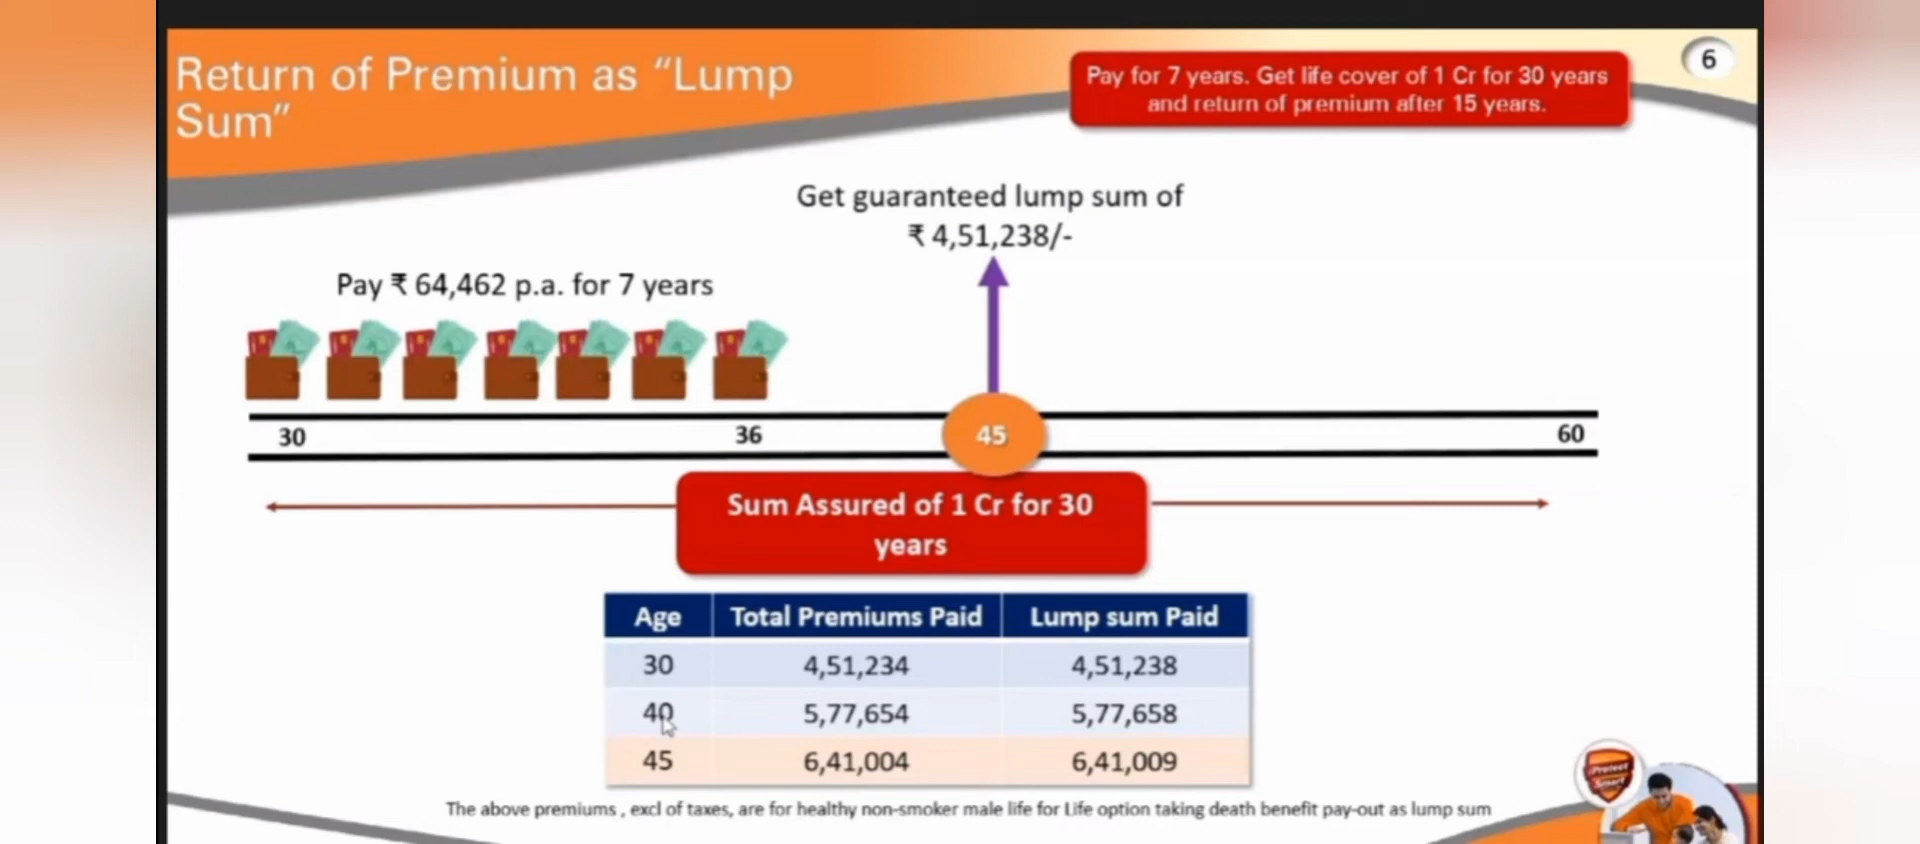 Return of Premium as “Lump
Sum”
Pay for 7 years. Get life cover of 1 Cr for 30 years
and return of premium after 15 years.
6
Get guaranteed lump sum of
₹ 4,51,238/-
Pay ₹ 64,462 p.a. for 7 years
30 36 45 60
Sum Assured of 1 Cr for 30
years
Age Total Premiums Paid Lump sum Paid
30 4,51,234 4,51,238
40 5,77,654 5,77,658
45 6,41,004 6,41,009
Protect
Smart
The above premiums , excl of taxes, are for healthy non-smoker male life for Life option taking death benefit pay-out as lump sum